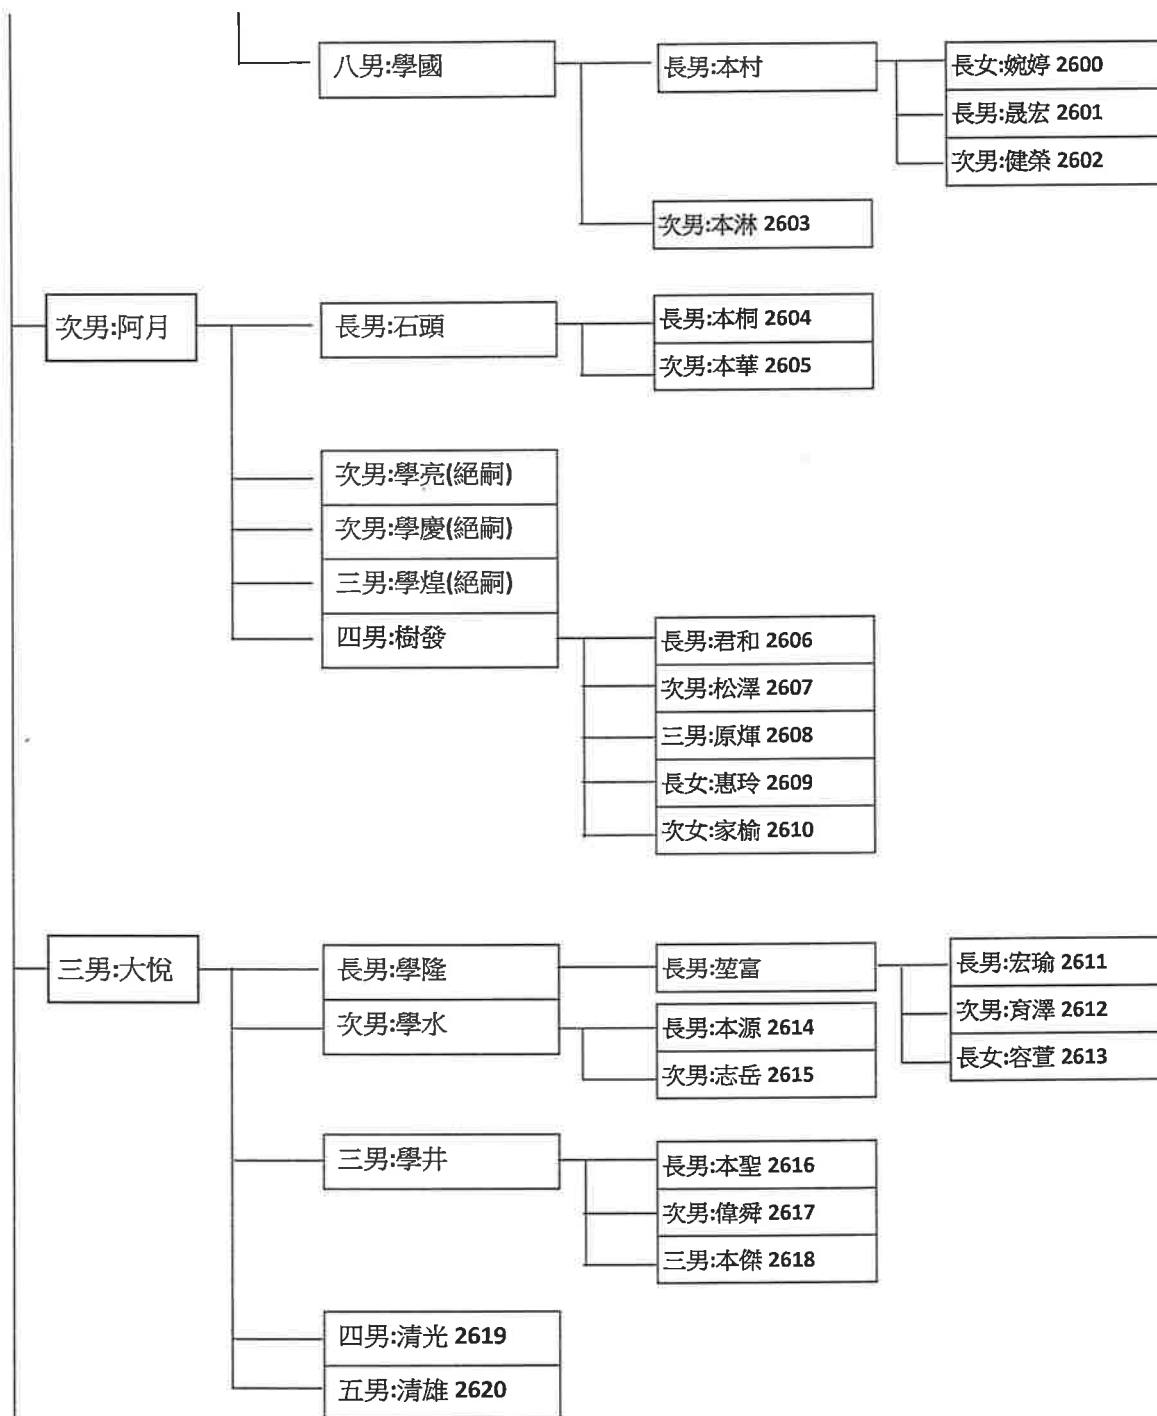 八男:學國
長男:本村
長女:婉婷 2600
長男:晟宏 2601
次男:健榮 2602
次男:本淋 2603
次男:阿月
長男:石頭
長男:本桐 2604
次男:本華 2605
次男:學亮(絕嗣)
次男:學慶(絕嗣)
三男:學煌(絕嗣)
四男:樹發
長男:君和 2606
次男:松澤 2607
三男:原煇 2608
長女:惠玲 2609
次女:家榆 2610
三男:大悅
長男:學隆
長男:堃富
長男:宏瑜 2611
次男:育澤 2612
長女:容萱 2613
次男:學水
長男:本源 2614
次男:志岳 2615
三男:學井
長男:本聖 2616
次男:偉舜 2617
三男:本傑 2618
四男:清光 2619
五男:清雄 2620